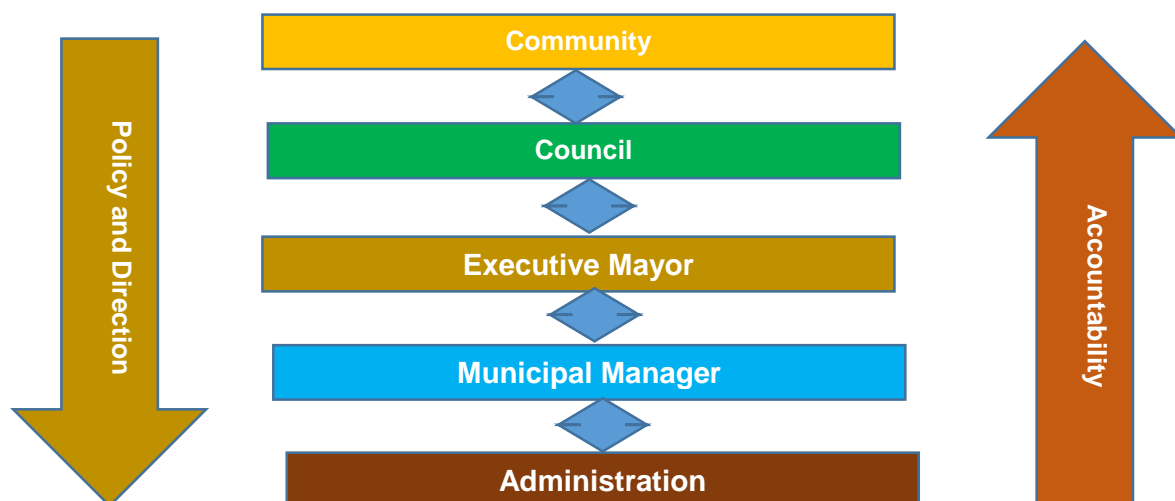 Community
Council
Executive Mayor
Municipal Manager
Administration
Policy and Direction
Accountability